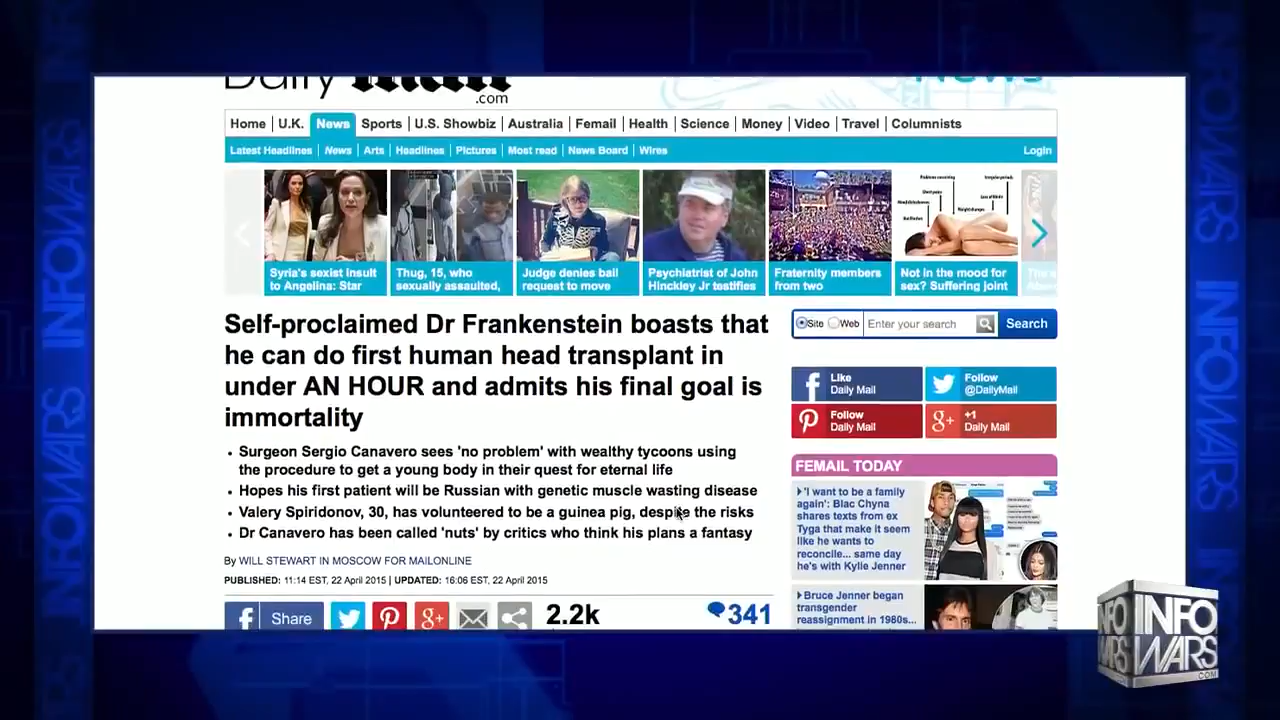 Daily Mail
.com
News
Home | U.K. | News | Sports | U.S. Showbiz | Australia | Femail | Health | Science | Money | Video | Travel | Columnists
Latest Headlines | News | Arts | Headlines | Pictures | Most read | News Board | Wires
Login
Syria's sexist insult
to Angelina: Star
Thug, 15, who
sexually assaulted,
Judge denies bail
request to move
Psychiatrist of John
Hinckley Jr testifies
Fraternity members
from two
Not in the mood for
sex? Suffering joint
Self-proclaimed Dr Frankenstein boasts that
he can do first human head transplant in
under AN HOUR and admits his final goal is
immortality
Site Web Enter your search Search
Like
Daily Mail
Follow
@DailyMail
Follow
Daily Mail
+1
Daily Mail
• Surgeon Sergio Canavero sees 'no problem' with wealthy tycoons using
the procedure to get a young body in their quest for eternal life
• Hopes his first patient will be Russian with genetic muscle wasting disease
• Valery Spiridonov, 30, has volunteered to be a guinea pig, despite the risks
• Dr Canavero has been called 'nuts' by critics who think his plans a fantasy
By WILL STEWART IN MOSCOW FOR MAILONLINE
PUBLISHED: 11:14 EST, 22 April 2015 | UPDATED: 16:06 EST, 22 April 2015
Share
2.2k
341
FEMAIL TODAY
'I want to be a family
again': Blac Chyna
shares texts from ex
Tyga that make it seem
like he wants to
reconcile... same day
he's with Kylie Jenner
Bruce Jenner began
transgender
reassignment in 1980s...
INFOWARS
INFOWARS
INFO
WARS
INFO
WARS
.COM